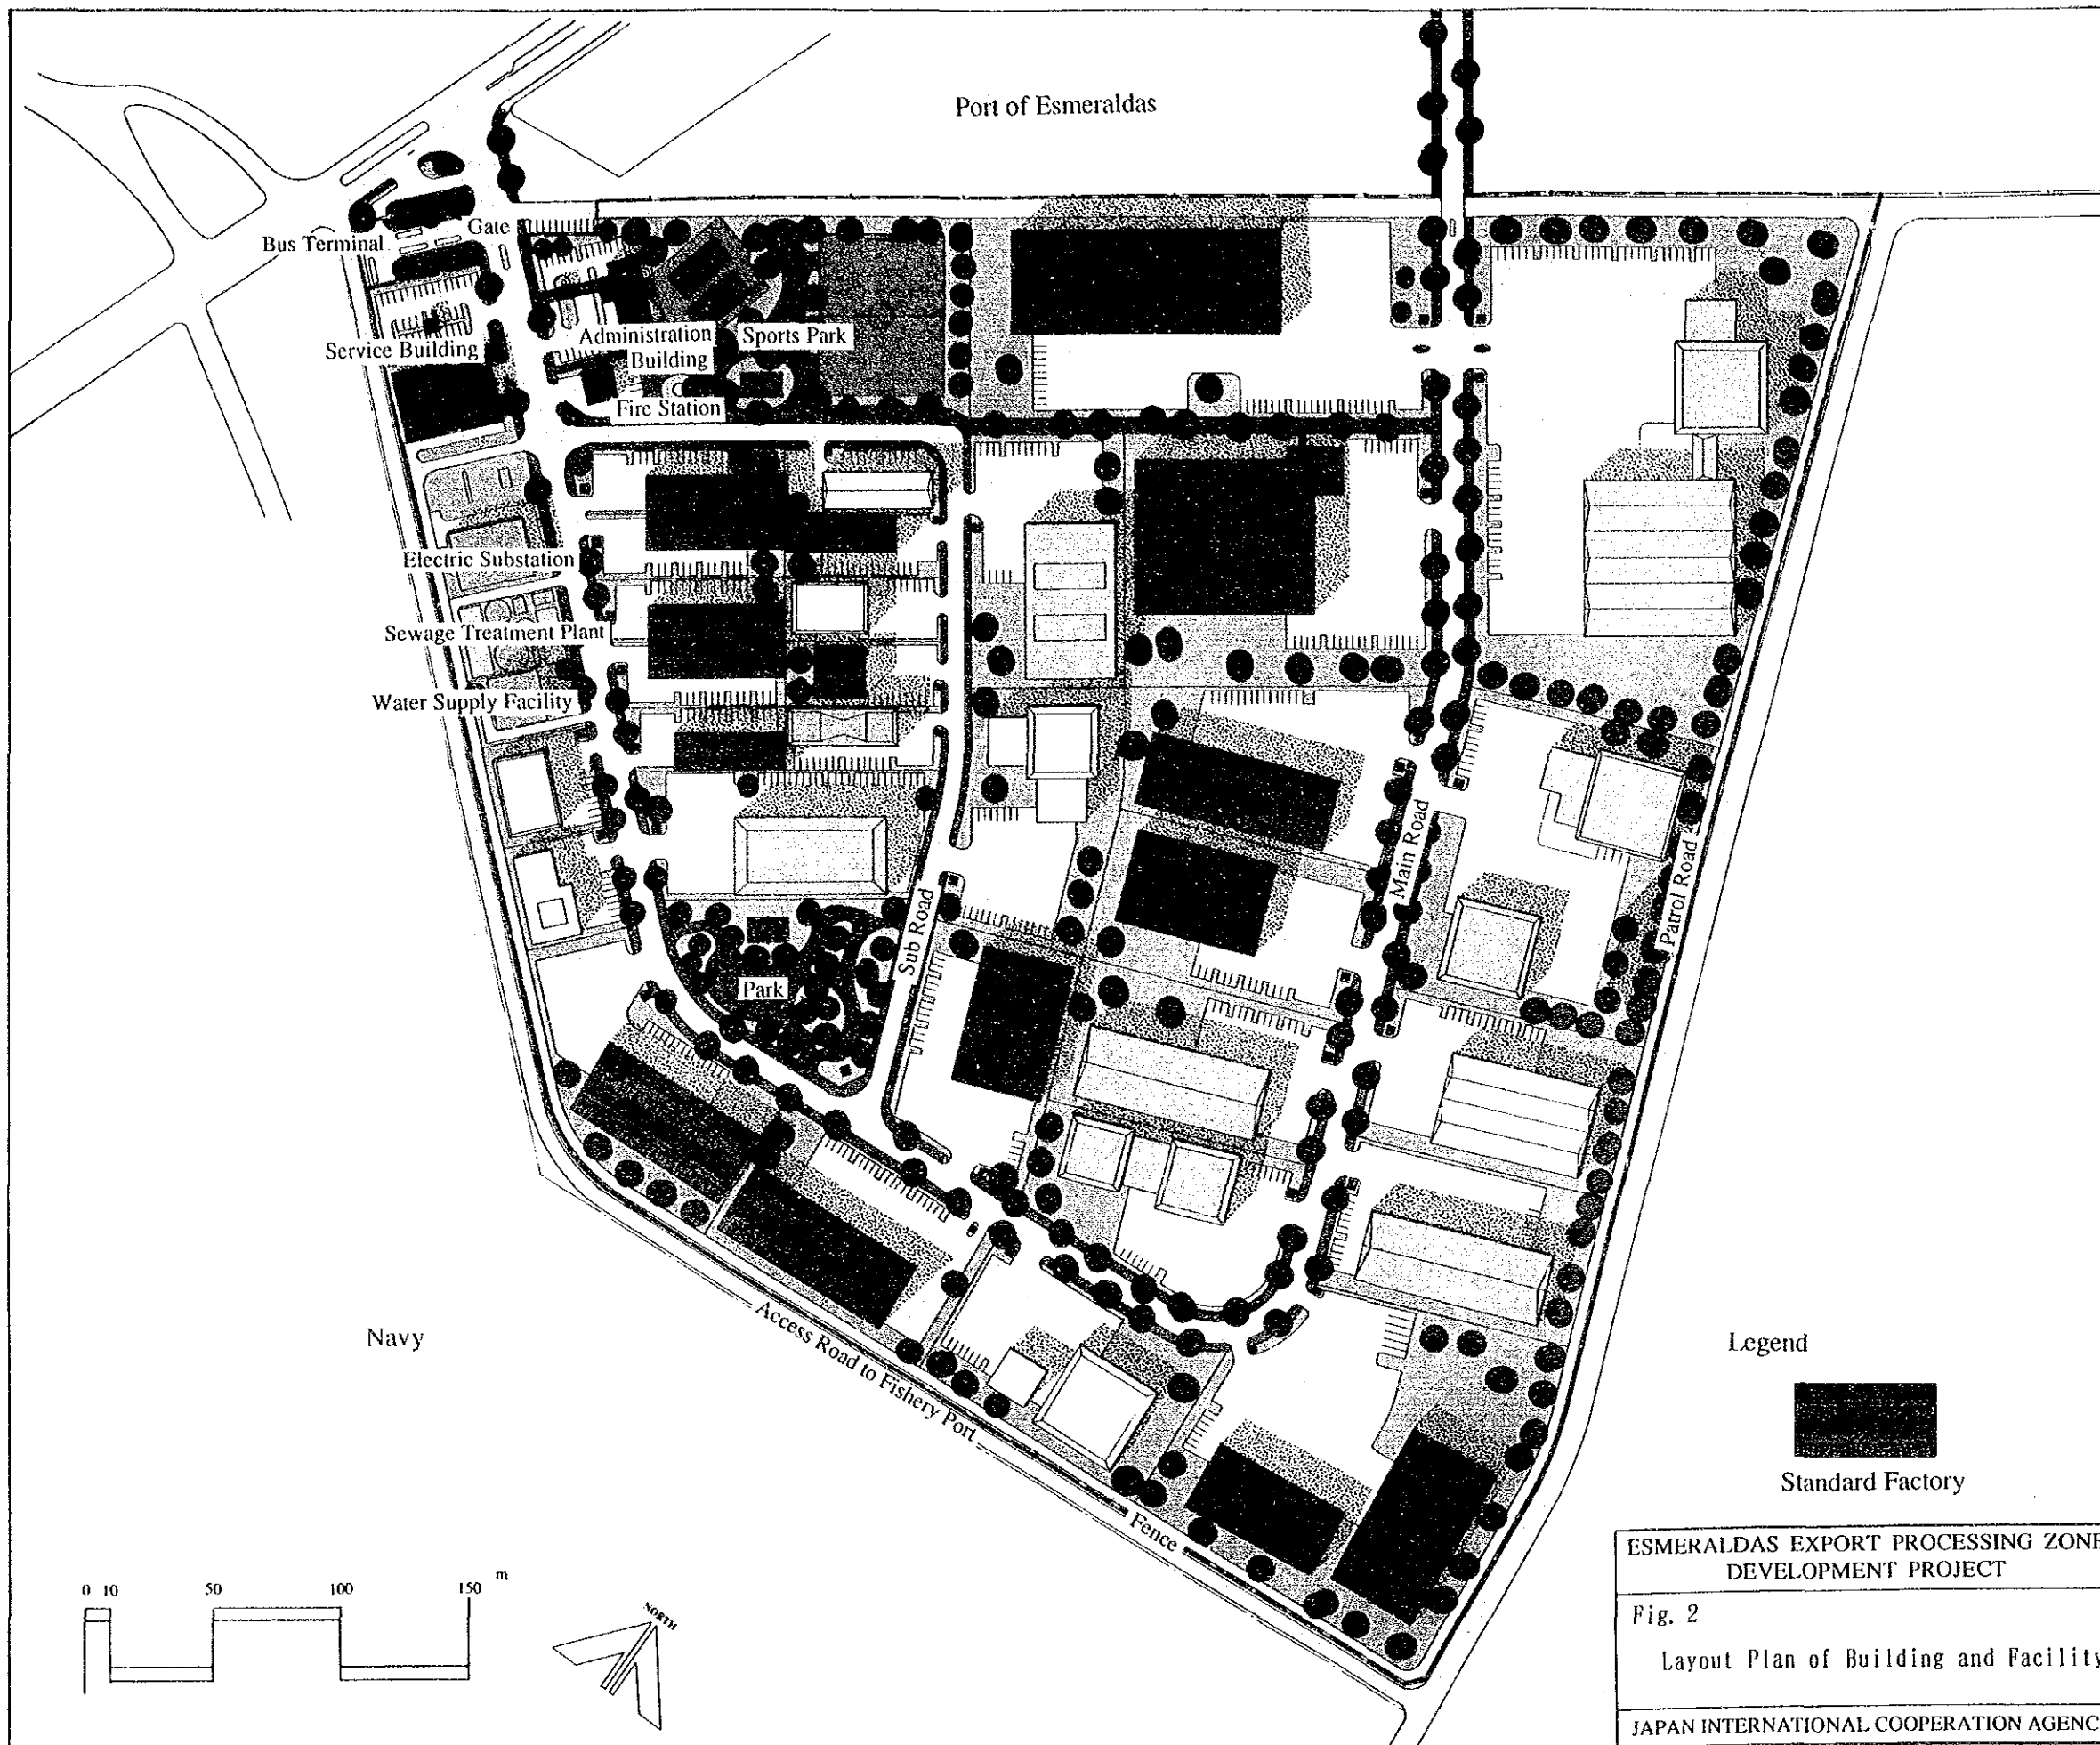 Port of Esmeraldas
Gate
Bus Terminal
Administration
Building
Sports Park
Service Building
Fire Station
Electric Substation
Sewage Treatment Plant
Water Supply Facility
Main Road
Patrol Road
Sub Road
Park
Navy
Access Road to Fishery Port
Fence
Legend
Standard Factory
0 10 50 100 150 m
NORTH
ESMERALDAS EXPORT PROCESSING ZONE
DEVELOPMENT PROJECT
Fig. 2
Layout Plan of Building and Facility
JAPAN INTERNATIONAL COOPERATION AGENC